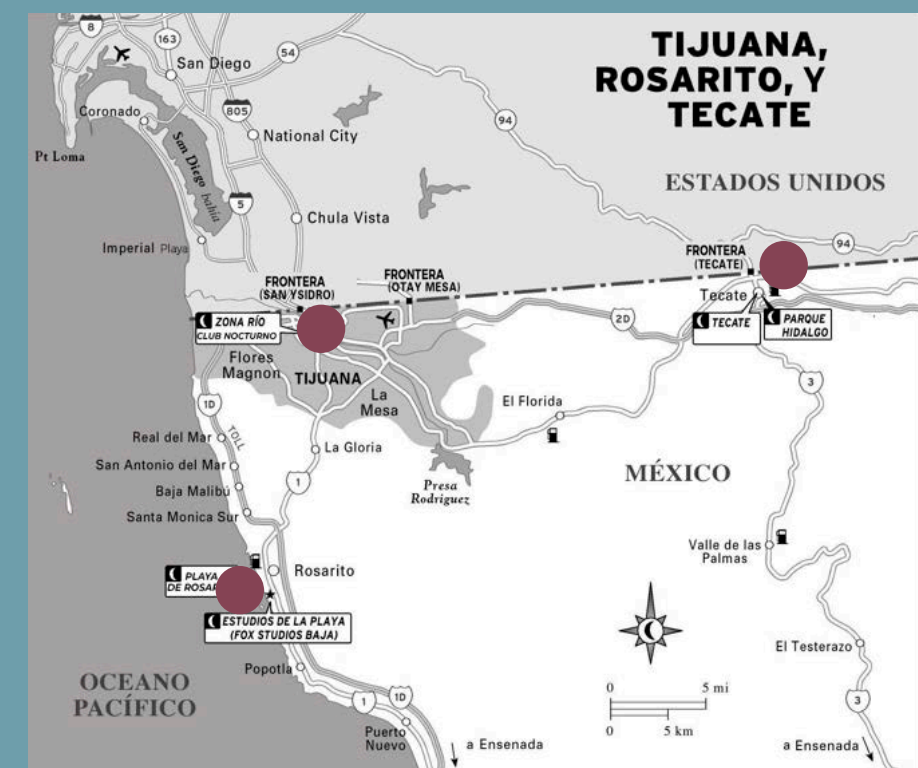 TIJUANA,
ROSARITO, Y
TECATE
8
163
54
San Diego
Coronado
805
National City
94
Pt Loma
San Diego bahía
5
ESTADOS UNIDOS
Chula Vista
Imperial Playa
94
FRONTERA
(SAN YSIDRO)
FRONTERA
(OTAY MESA)
FRONTERA
(TECATE)
Tecate
ZONA RÍO
CLUB NOCTURNO
2D
TECATE
PARQUE
HIDALGO
Flores
Magnon
TIJUANA
La
Mesa
3
1D
TOLL
El Florida
Real del Mar
La Gloria
San Antonio del Mar
MÉXICO
1
Baja Malibú
Presa
Rodriguez
Santa Monica Sur
Valle de las
Palmas
Rosarito
PLAYA
DE ROSAR
ESTUDIOS DE LA PLAYA
(FOX STUDIOS BAJA)
El Testerazo
Popotla
OCEANO
PACÍFICO
0 5 mi
0 5 km
1
1D
3
Puerto
Nuevo
a Ensenada
a Ensenada